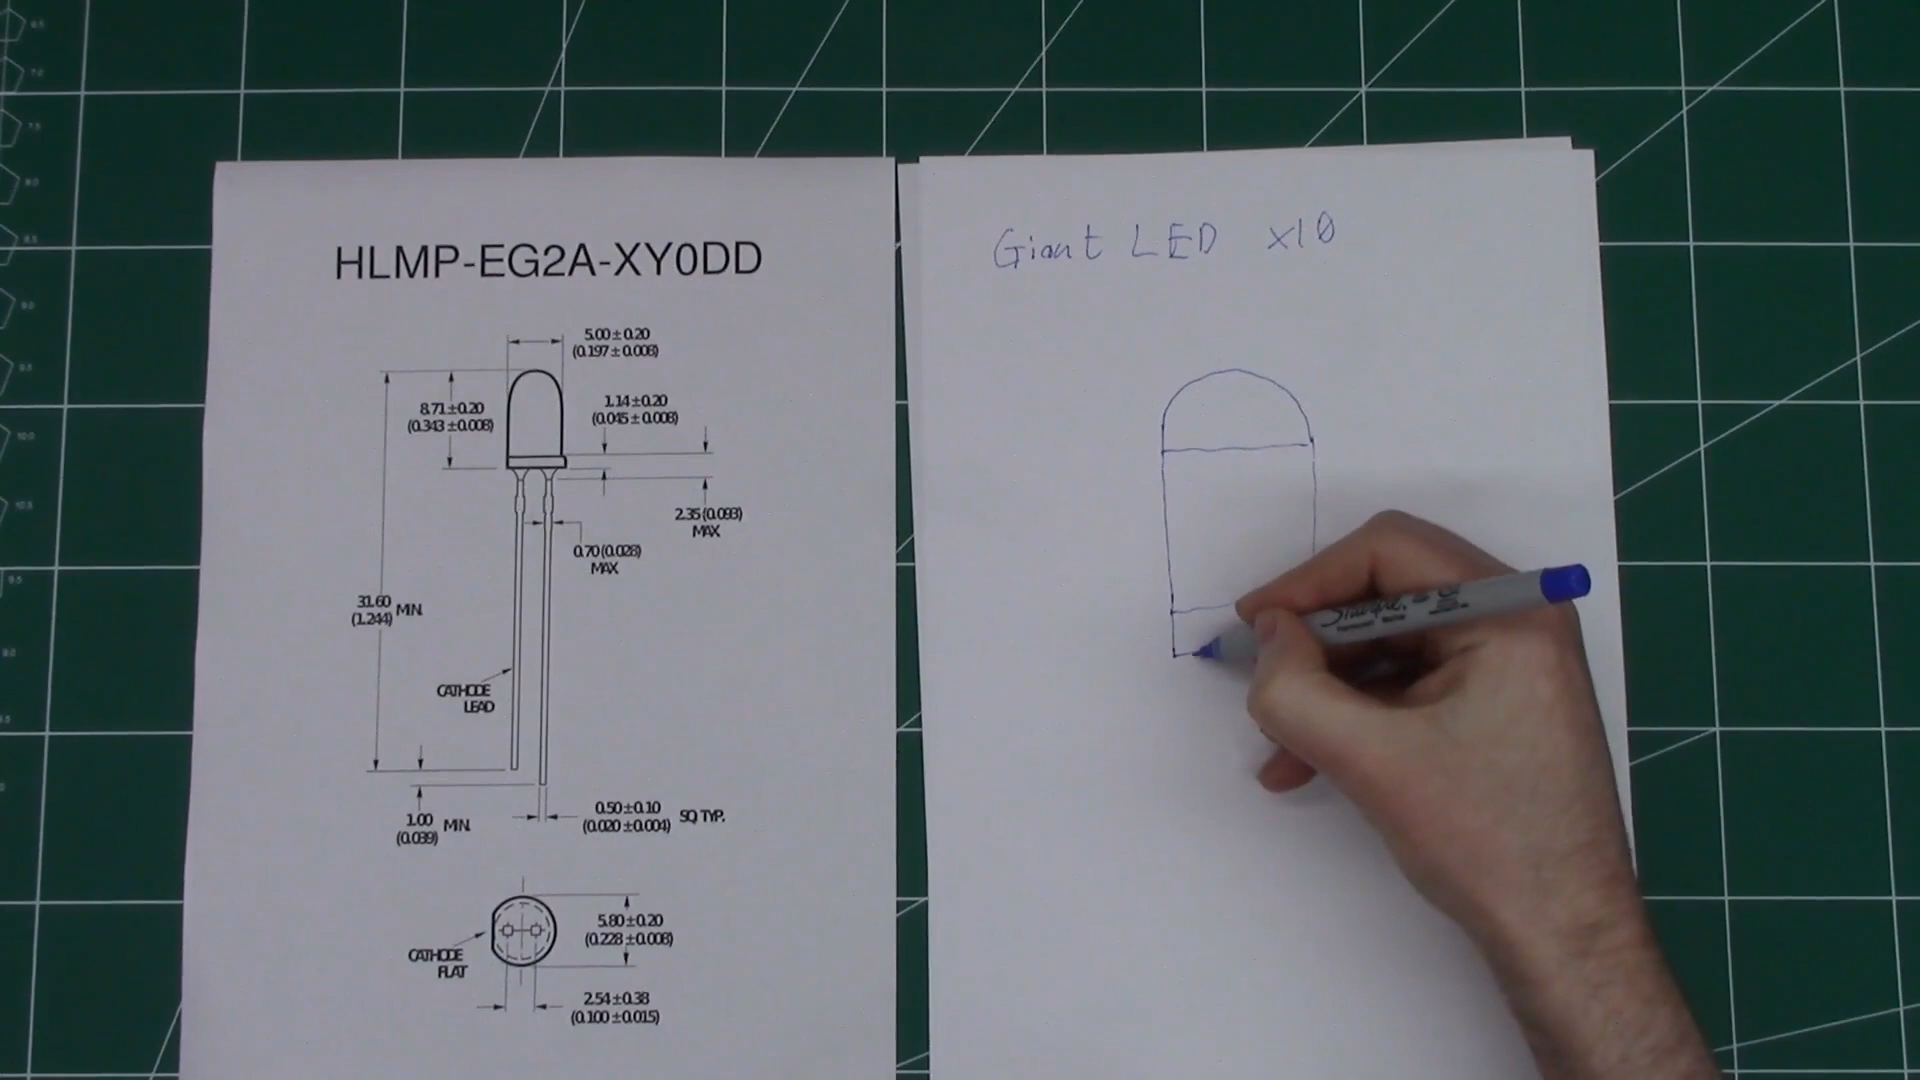 HLMP-EG2A-XY0DD
5.00±0.20
(0.197±0.008)
8.71±0.20
(0.343±0.008)
1.14±0.20
(0.045±0.008)
2.35 (0.093)
MAX
0.70 (0.028)
MAX
31.60
(1.244) MIN.
CATHODE
LEAD
1.00
(0.039) MIN.
0.50±0.10
(0.020±0.004) SQ. TYP.
5.80±0.20
(0.228±0.008)
CATHODE
FLAT
2.54±0.38
(0.100±0.015)
Giant LED x10
Sharpie